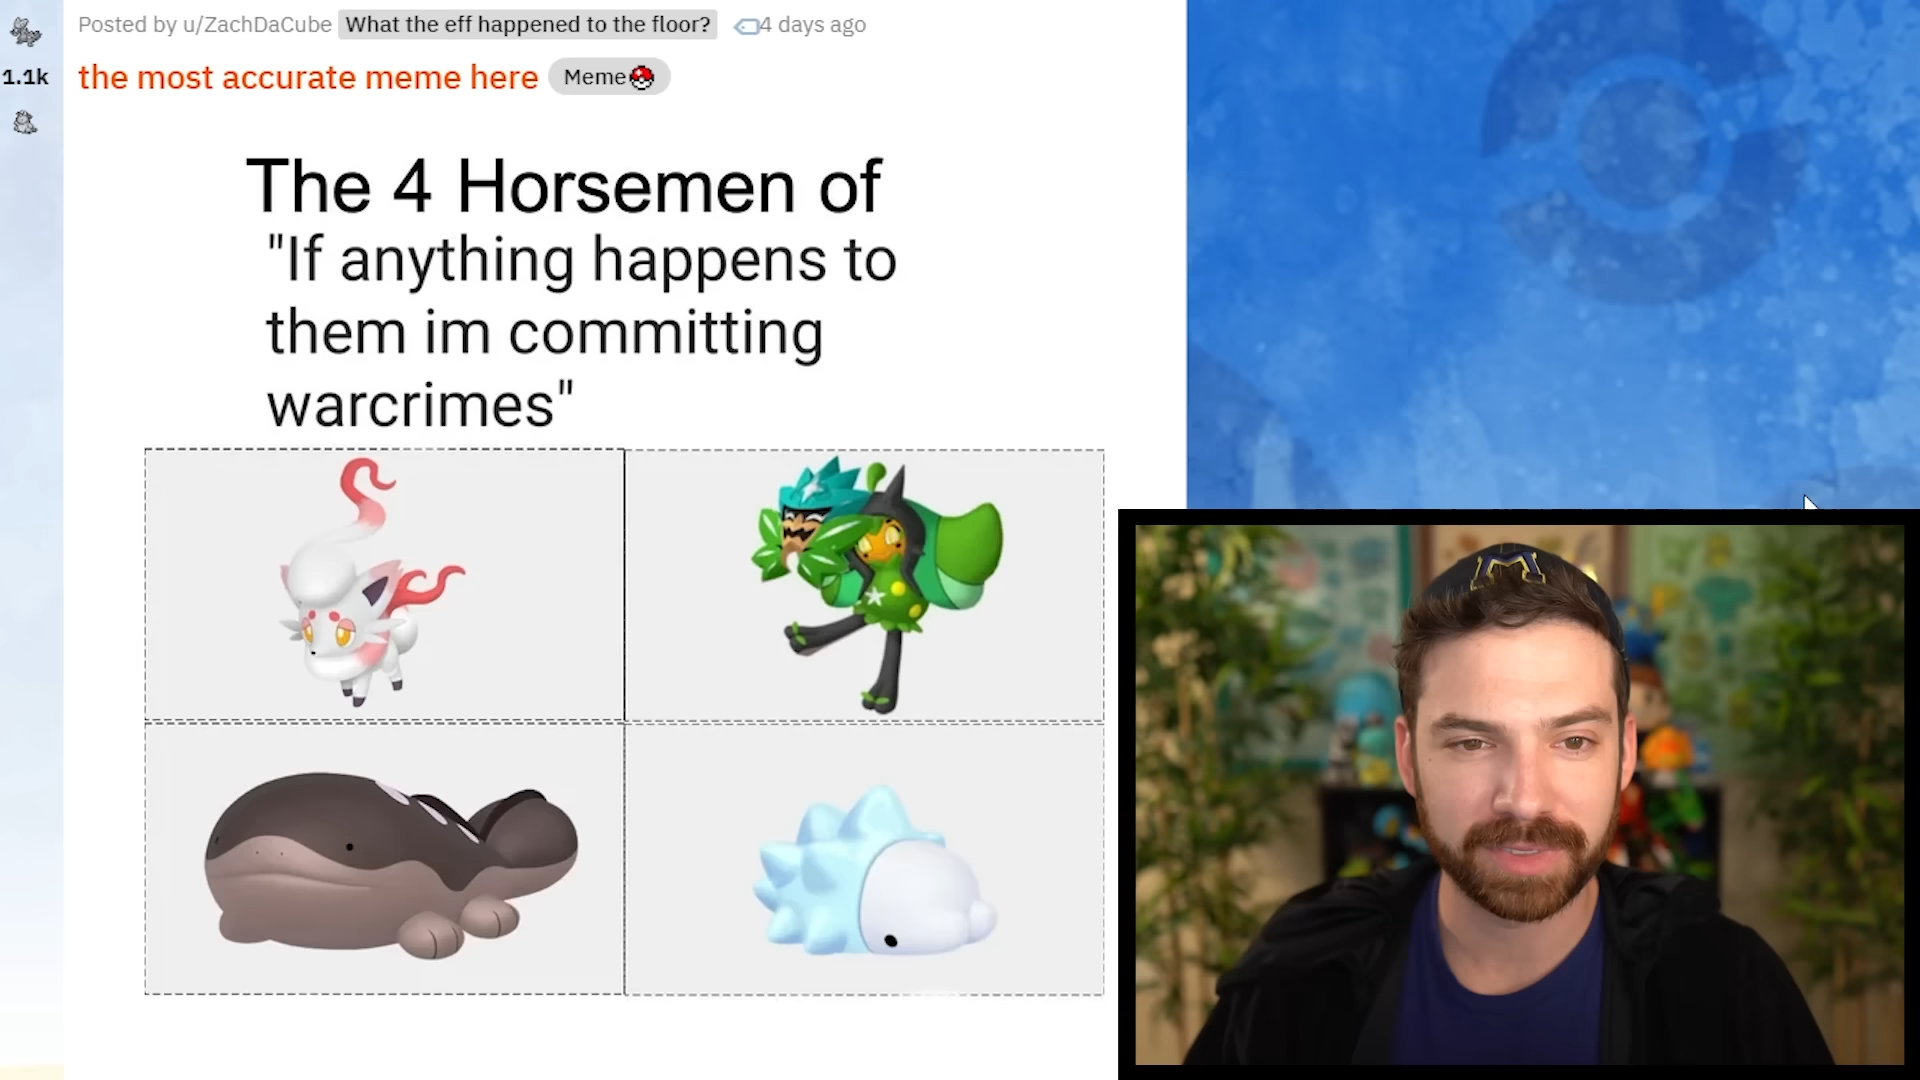 Posted by u/ZachDaCube What the eff happened to the floor? 4 days ago
1.1k
the most accurate meme here Meme
The 4 Horsemen of
"If anything happens to
them im committing
warcrimes"
M